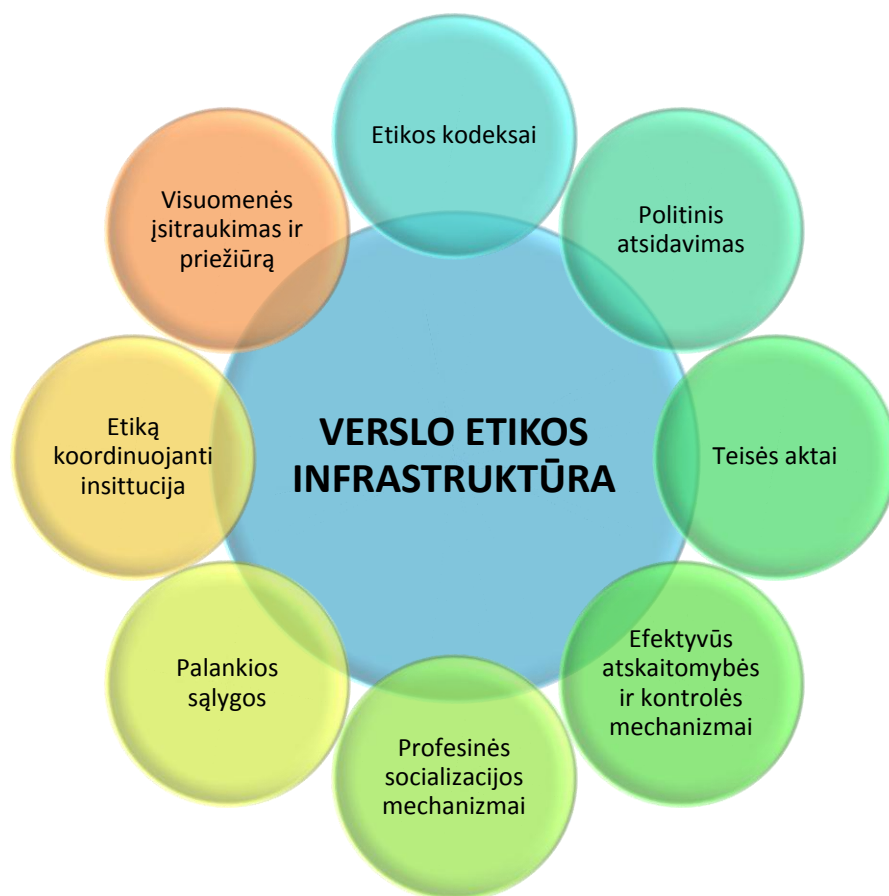 Etikos kodeksai
Politinis
atsidavimas
Teisės aktai
Efektyvūs
atskaitomybės
ir kontrolės
mechanizmai
Profesinės
socializacijos
mechanizmai
Palankios
sąlygos
Etiką
koordinuojanti
insittucija
Visuomenės
įsitraukimas ir
priežiūrą
VERSLO ETIKOS
INFRASTRUKTŪRA